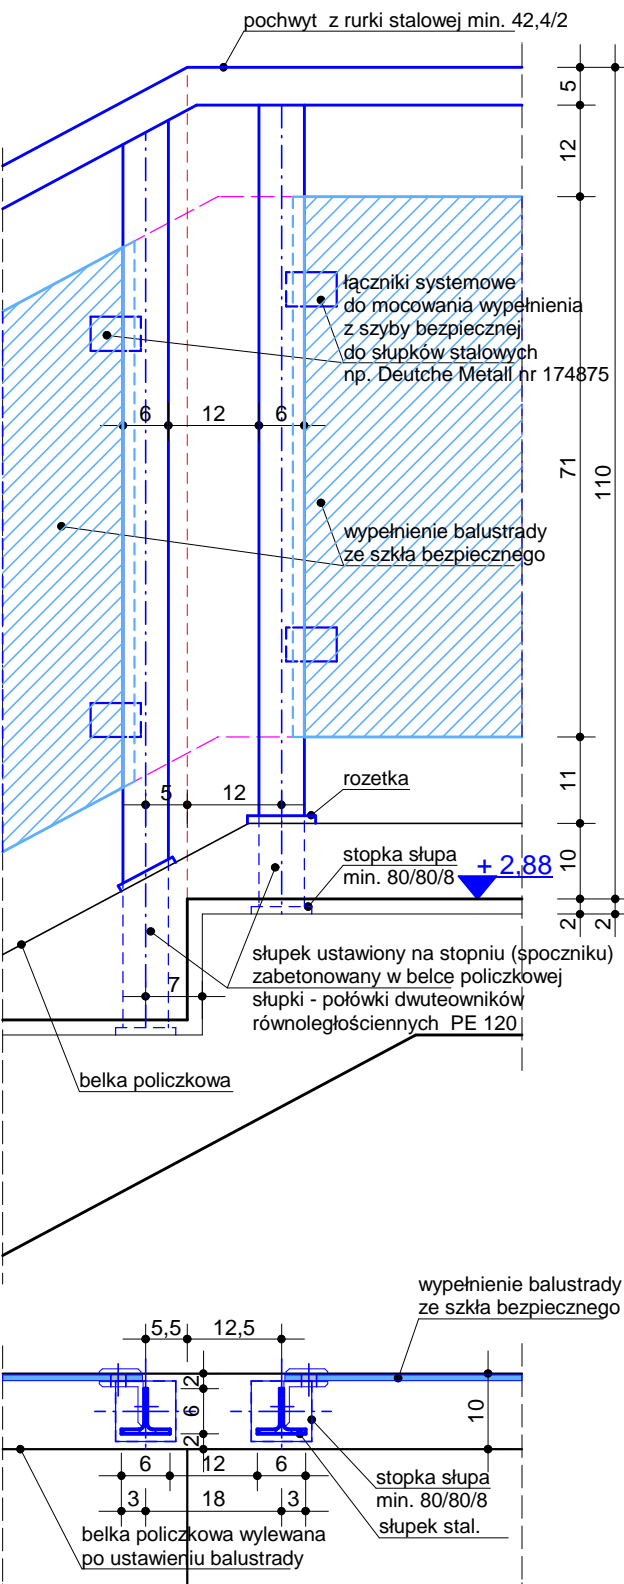 pochwyt z rurki stalowej min. 42,4/2
5
12
łączniki systemowe
do mocowania wypełnienia
z szyby bezpiecznej
do słupków stalowych
np. Deutche Metall nr 174875
6 12 6
71
110
wypełnienie balustrady
ze szkła bezpiecznego
5 12
rozetka
11
stopka słupa
min. 80/80/8
+ 2,88
10
2 2
słupek ustawiony na stopniu (spoczniku)
zabetonowany w belce policzkowej
słupki - połówki dwuteowników
równoległościennych PE 120
7
belka policzkowa
wypełnienie balustrady
ze szkła bezpiecznego
5,5 12,5
2
6
2
10
6 12 6
3 18 3
stopka słupa
min. 80/80/8
słupek stal.
belka policzkowa wylewana
po ustawieniu balustrady